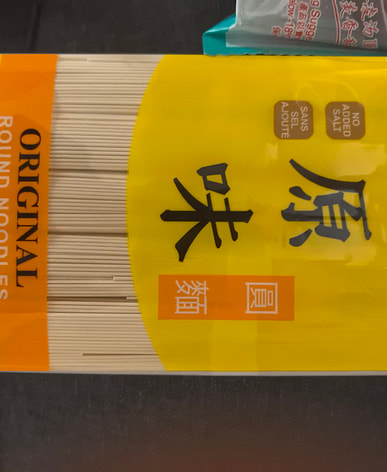 NO
ADDED
SALT
SANS
SEL
AJOUTÉ
原味
圓麵
ORIGINAL
ROUND NOODLES